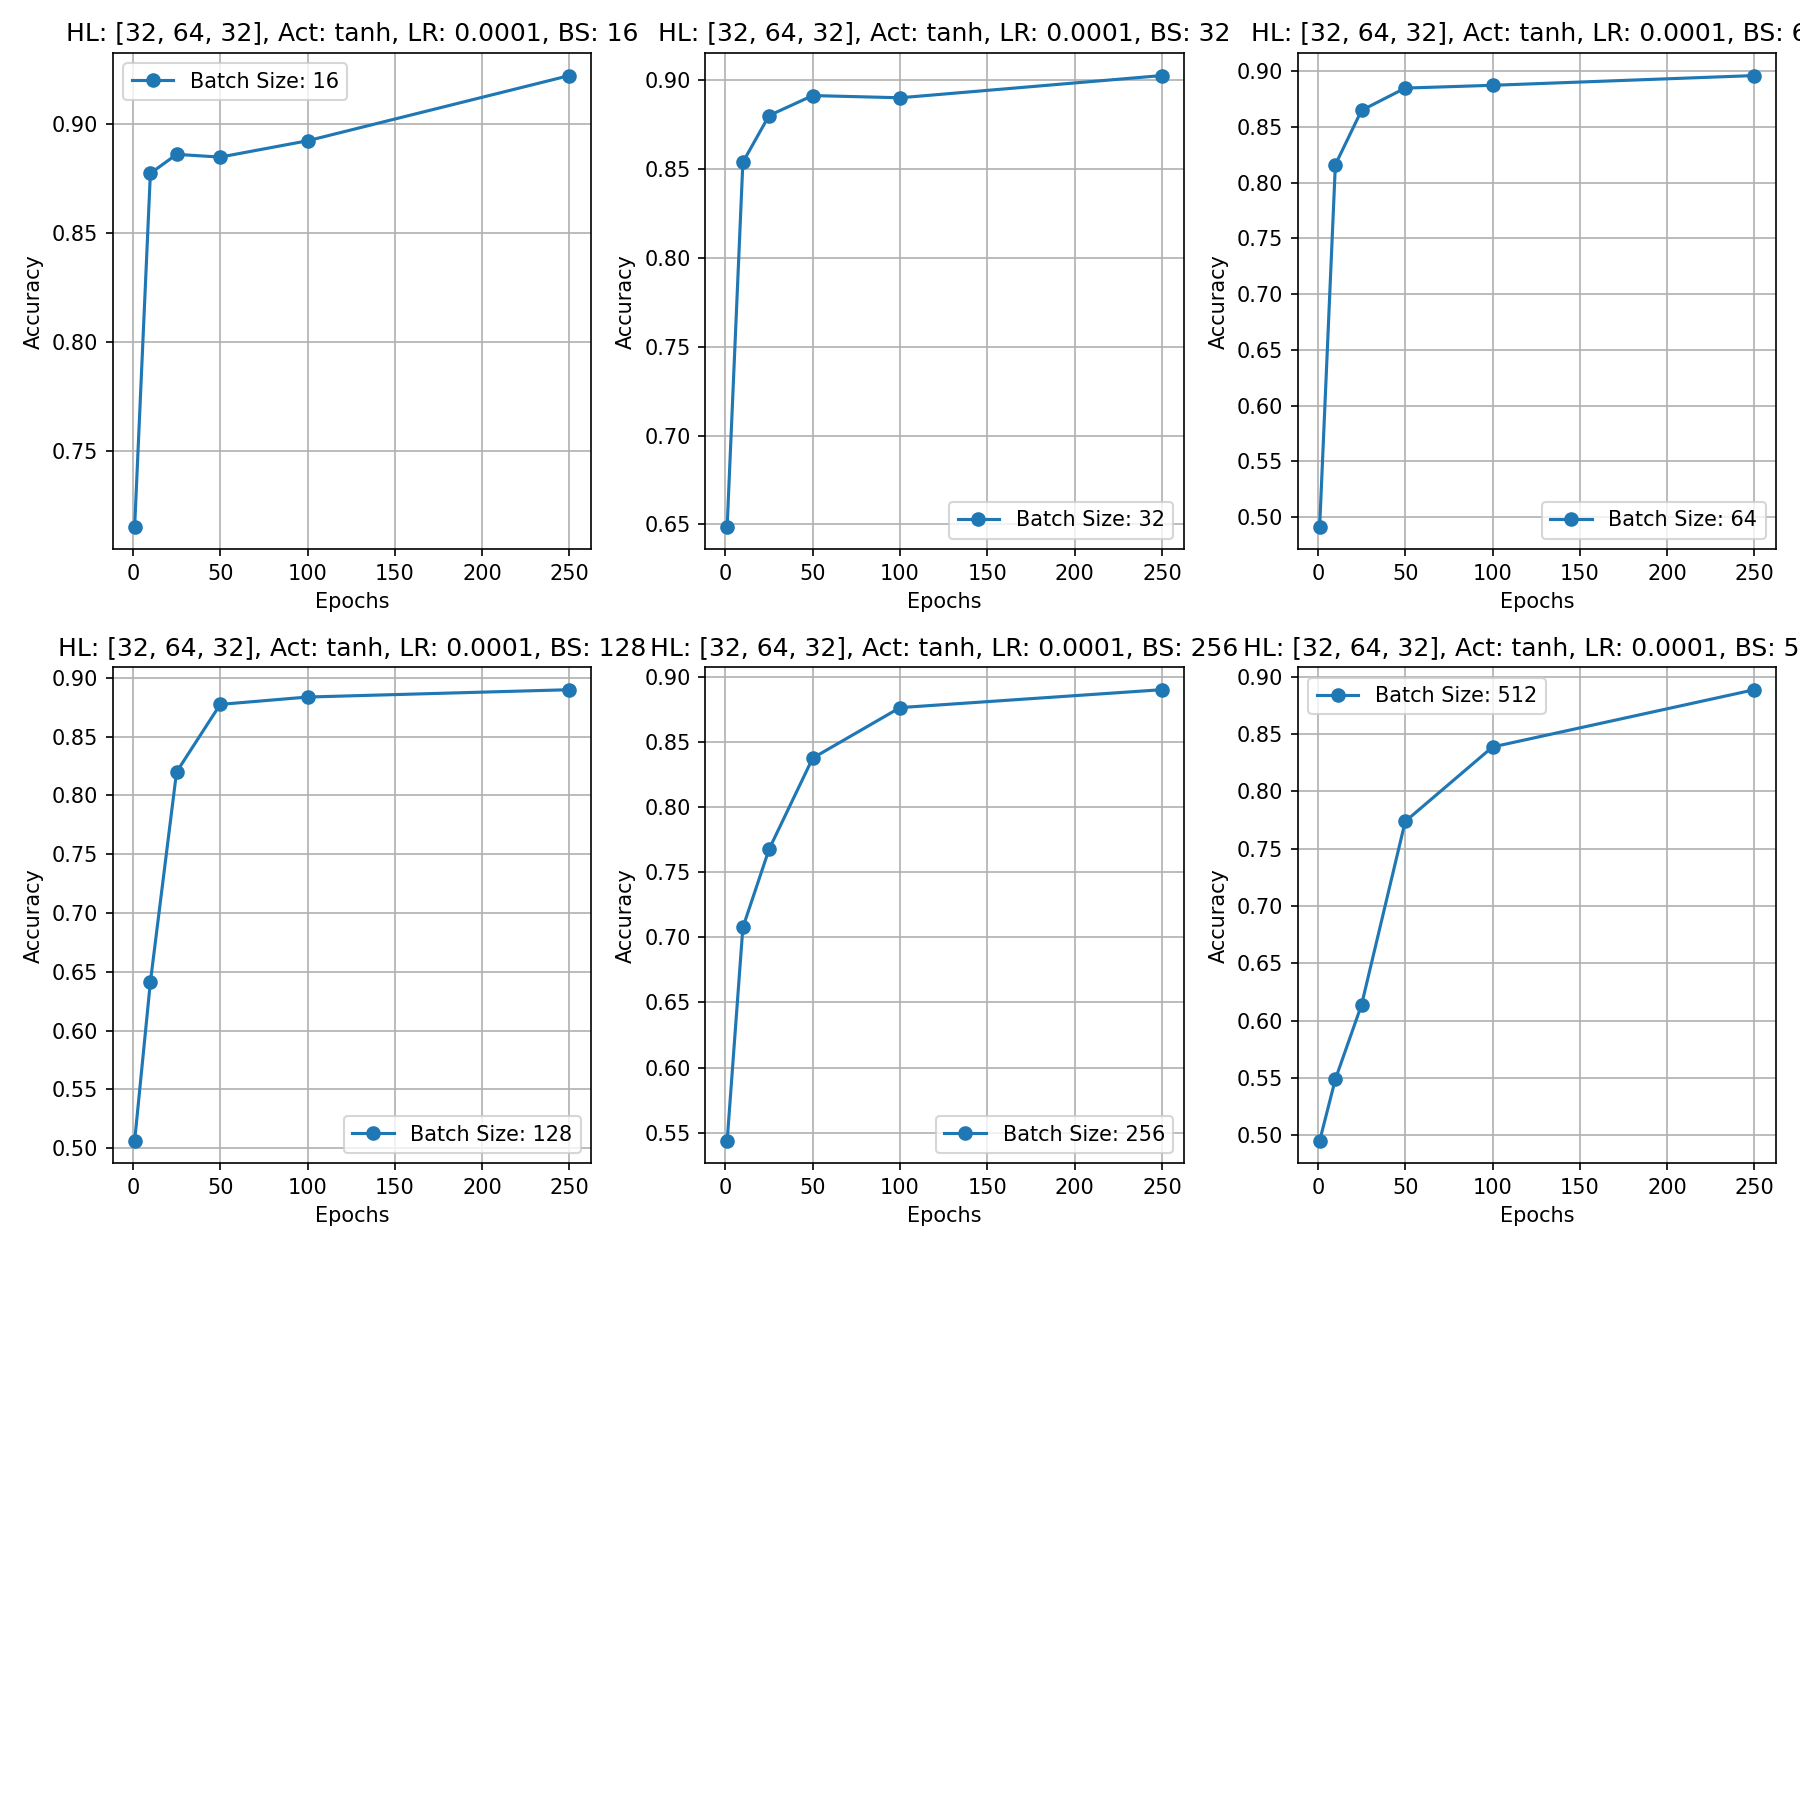 HL: [32, 64, 32], Act: tanh, LR: 0.0001, BS: 16
Batch Size: 16
0.90
0.85
0.80
0.75
Accuracy
0 50 100 150 200 250
Epochs
HL: [32, 64, 32], Act: tanh, LR: 0.0001, BS: 32
0.90
0.85
0.80
0.75
0.70
0.65
Accuracy
Batch Size: 32
0 50 100 150 200 250
Epochs
HL: [32, 64, 32], Act: tanh, LR: 0.0001, BS: 6
0.90
0.85
0.80
0.75
0.70
0.65
0.60
0.55
0.50
Accuracy
Batch Size: 64
0 50 100 150 200 250
Epochs
HL: [32, 64, 32], Act: tanh, LR: 0.0001, BS: 128
0.90
0.85
0.80
0.75
0.70
0.65
0.60
0.55
0.50
Accuracy
Batch Size: 128
0 50 100 150 200 250
Epochs
HL: [32, 64, 32], Act: tanh, LR: 0.0001, BS: 256
0.90
0.85
0.80
0.75
0.70
0.65
0.60
0.55
Accuracy
Batch Size: 256
0 50 100 150 200 250
Epochs
HL: [32, 64, 32], Act: tanh, LR: 0.0001, BS: 5
Batch Size: 512
0.90
0.85
0.80
0.75
0.70
0.65
0.60
0.55
0.50
Accuracy
0 50 100 150 200 250
Epochs